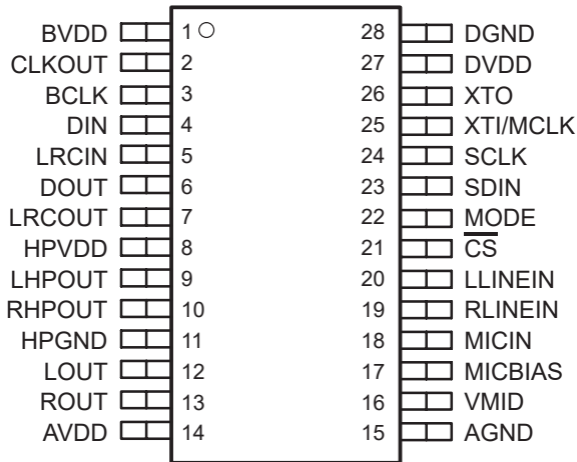 BVDD 1 28 DGND
CLKOUT 2 27 DVDD
BCLK 3 26 XTO
DIN 4 25 XTI/MCLK
LRCIN 5 24 SCLK
DOUT 6 23 SDIN
LRCOUT 7 22 MODE
HPVDD 8 21 C̅S̅
LHPOUT 9 20 LLINEIN
RHPOUT 10 19 RLINEIN
HPGND 11 18 MICIN
LOUT 12 17 MICBIAS
ROUT 13 16 VMID
AVDD 14 15 AGND